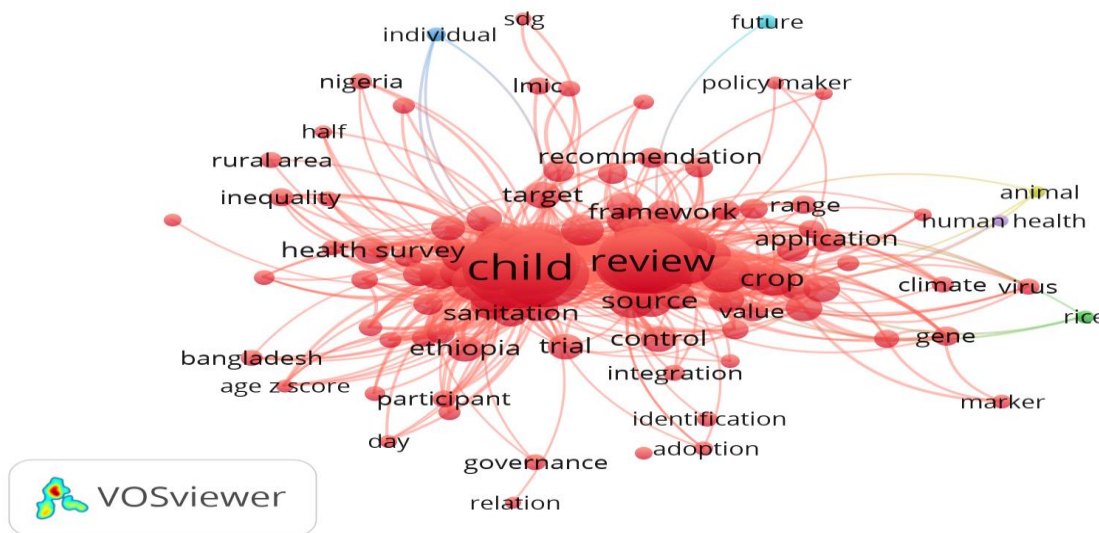 sdg
future
individual
nigeria
lmic
policy maker
half
recommendation
rural area
inequality
target
framework
range
animal
human health
health survey
application
child
review
crop
climate
virus
sanitation
source
value
rice
ethiopia
trial
control
gene
bangladesh
age z score
integration
participant
marker
identification
day
adoption
governance
relation
VOSviewer